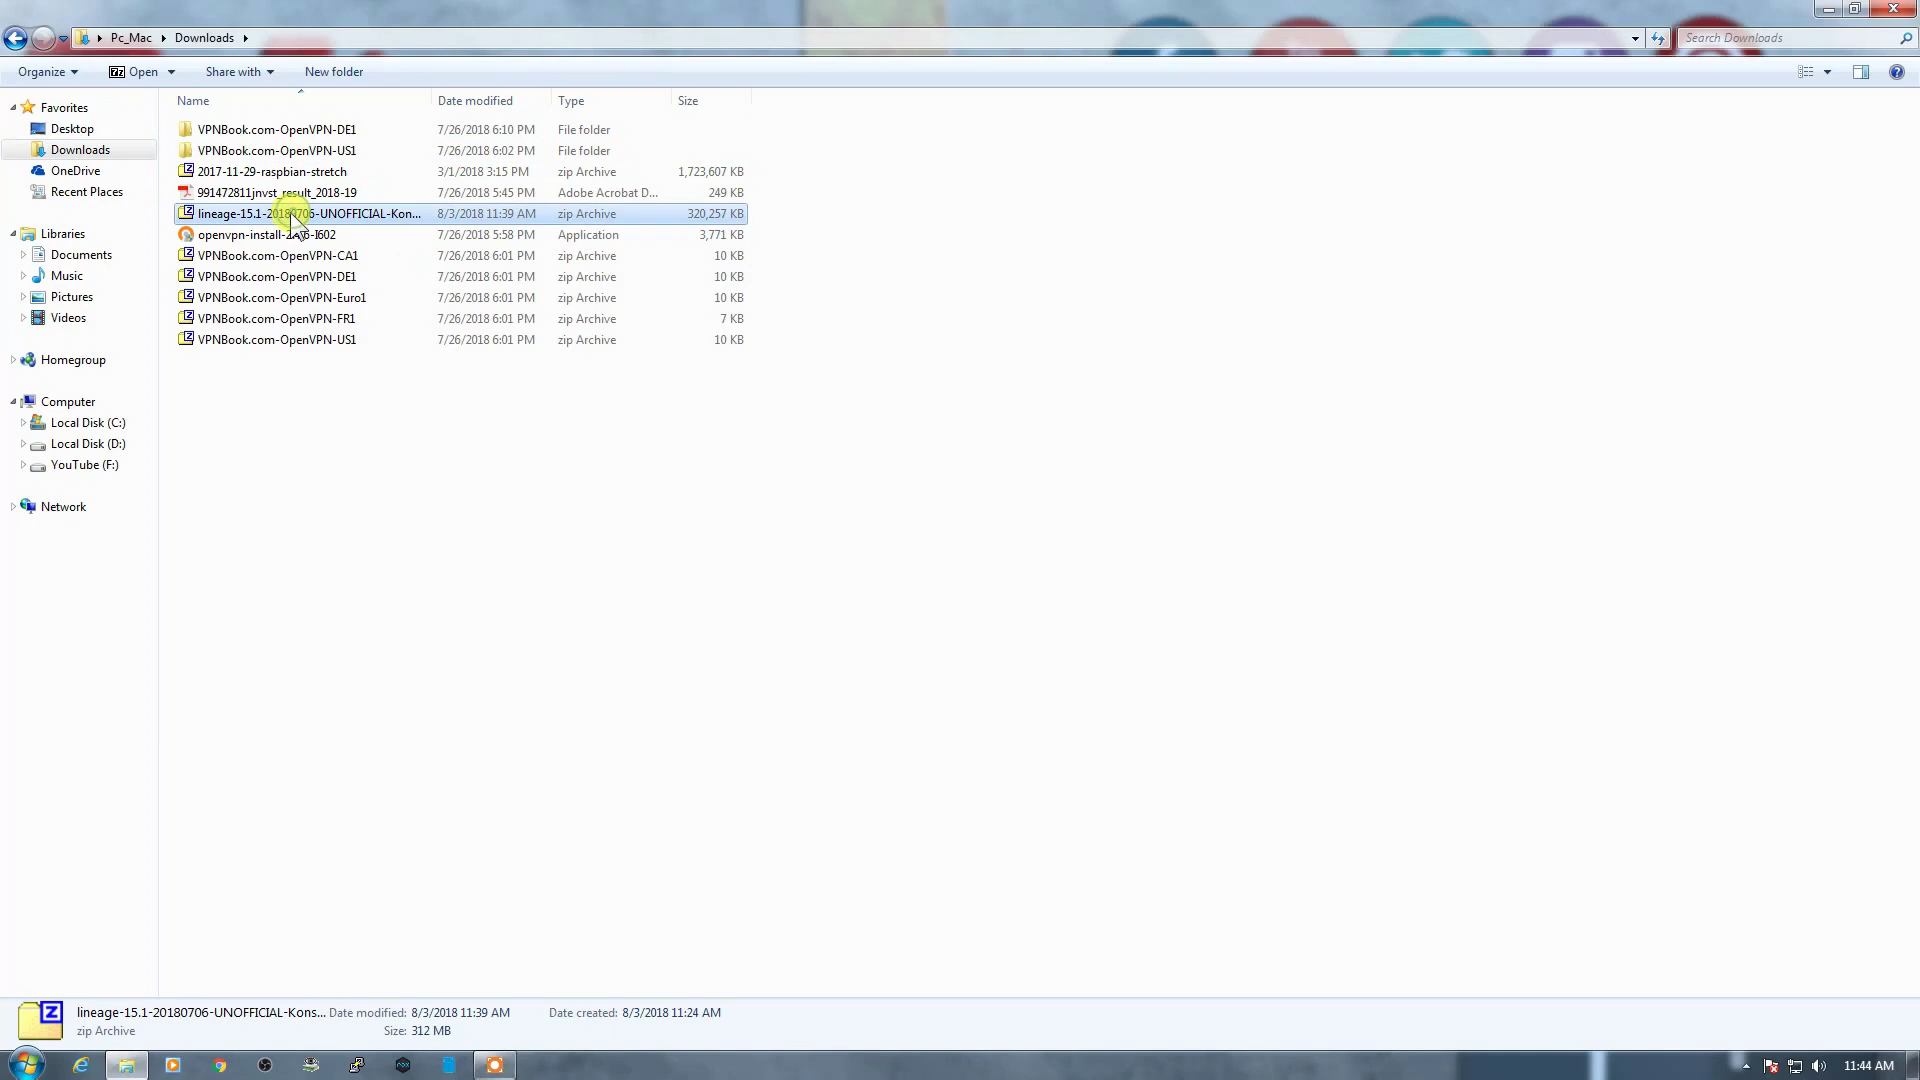 Pc_Mac Downloads
Search Downloads
Organize Open Share with New folder
Name Date modified Type Size
Favorites
Desktop
Downloads
OneDrive
Recent Places
Libraries
Documents
Music
Pictures
Videos
Homegroup
Computer
Local Disk (C:)
Local Disk (D:)
YouTube (F:)
Network
VPNBook.com-OpenVPN-DE1 7/26/2018 6:10 PM File folder
VPNBook.com-OpenVPN-US1 7/26/2018 6:02 PM File folder
2017-11-29-raspbian-stretch 3/1/2018 3:15 PM zip Archive 1,723,607 KB
991472811jnvst_result_2018-19 7/26/2018 5:45 PM Adobe Acrobat D... 249 KB
lineage-15.1-20180706-UNOFFICIAL-Kon... 8/3/2018 11:39 AM zip Archive 320,257 KB
7/26/2018 5:58 PM Application 3,771 KB
VPNBook.com-OpenVPN-CA1 7/26/2018 6:01 PM zip Archive 10 KB
VPNBook.com-OpenVPN-DE1 7/26/2018 6:01 PM zip Archive 10 KB
VPNBook.com-OpenVPN-Euro1 7/26/2018 6:01 PM zip Archive 10 KB
VPNBook.com-OpenVPN-FR1 7/26/2018 6:01 PM zip Archive 7 KB
VPNBook.com-OpenVPN-US1 7/26/2018 6:01 PM zip Archive 10 KB
lineage-15.1-20180706-UNOFFICIAL-Kons... Date modified: 8/3/2018 11:39 AM Date created: 8/3/2018 11:24 AM
zip Archive Size: 312 MB
11:44 AM